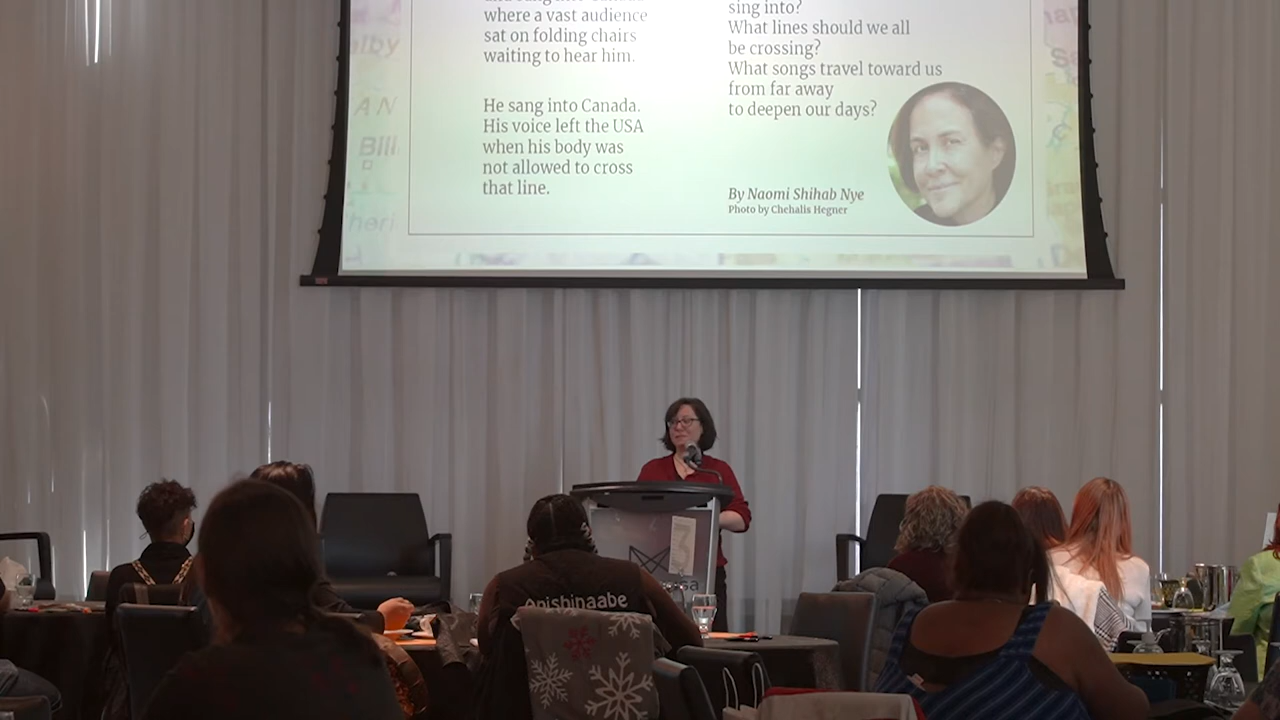 where a vast audience
sat on folding chairs
waiting to hear him.
He sang into Canada.
His voice left the USA
when his body was
not allowed to cross
that line.
sing into?
What lines should we all
be crossing?
What songs travel toward us
from far away
to deepen our days?
By Naomi Shihab Nye
Photo by Chehalis Hegner
Anishinaabe